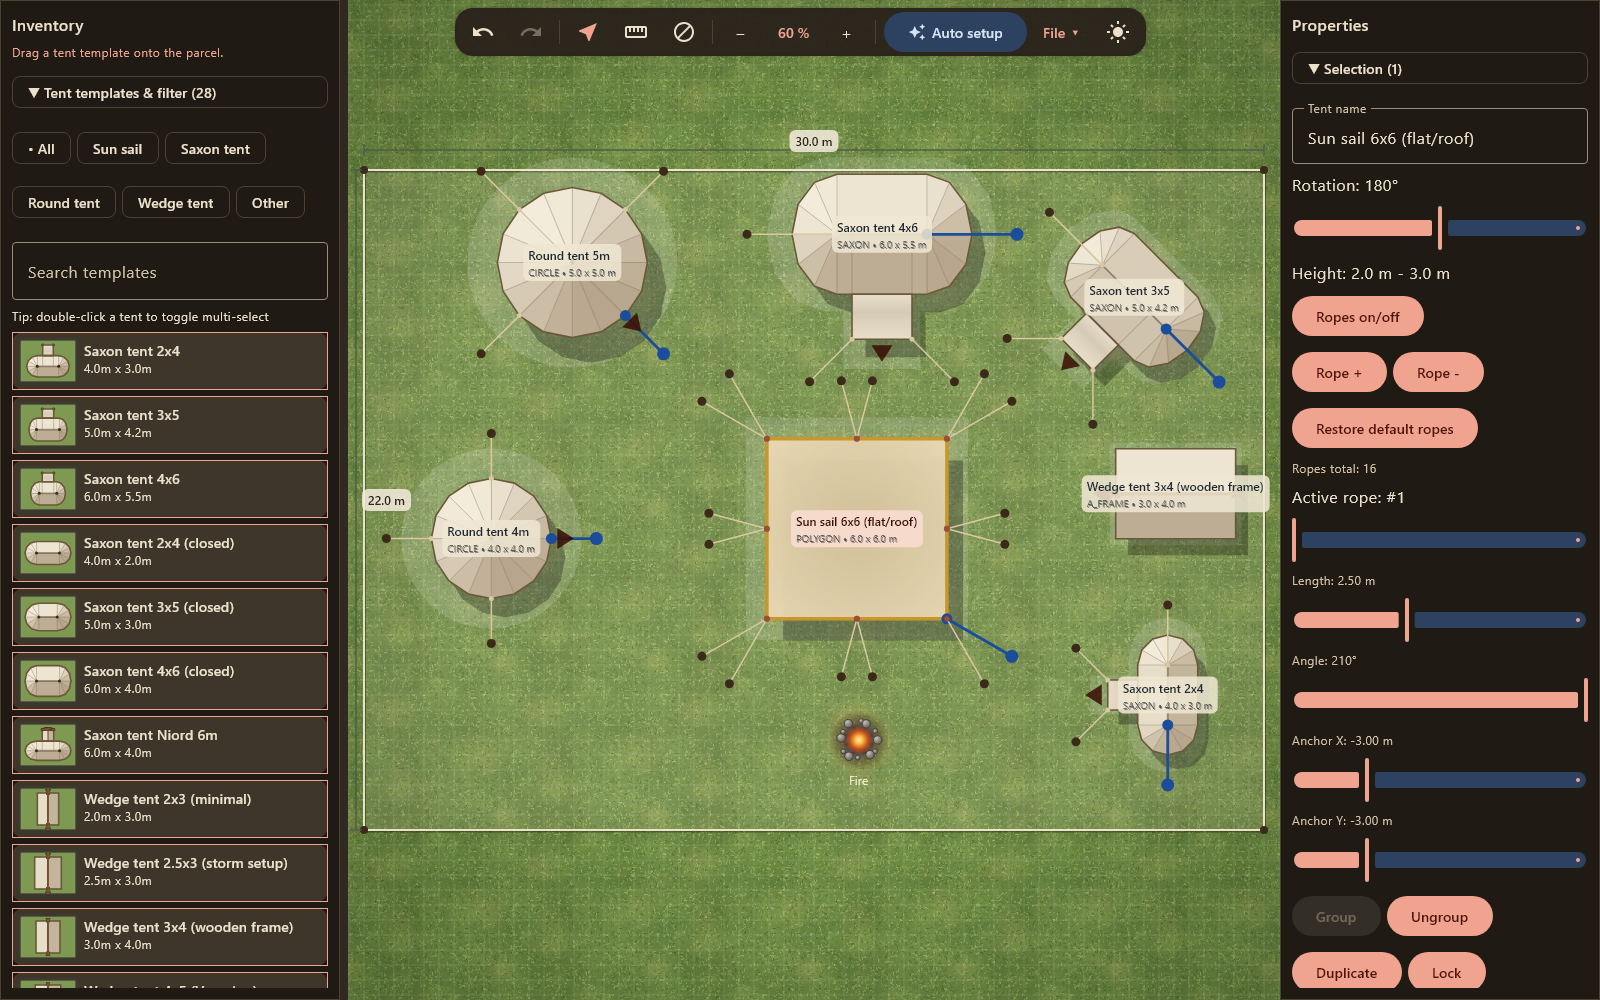 Inventory
Drag a tent template onto the parcel.
▼ Tent templates & filter (28)
• All
Sun sail
Saxon tent
Round tent
Wedge tent
Other
Search templates
Tip: double-click a tent to toggle multi-select
Saxon tent 2x4
4.0m x 3.0m
Saxon tent 3x5
5.0m x 4.2m
Saxon tent 4x6
6.0m x 5.5m
Saxon tent 2x4 (closed)
4.0m x 2.0m
Saxon tent 3x5 (closed)
5.0m x 3.0m
Saxon tent 4x6 (closed)
6.0m x 4.0m
Saxon tent Niord 6m
6.0m x 4.0m
Wedge tent 2x3 (minimal)
2.0m x 3.0m
Wedge tent 2.5x3 (storm setup)
2.5m x 3.0m
Wedge tent 3x4 (wooden frame)
3.0m x 4.0m
− 60 % +
Auto setup
File ▾
30.0 m
22.0 m
Round tent 5m
CIRCLE • 5.0 x 5.0 m
Saxon tent 4x6
SAXON • 6.0 x 5.5 m
Saxon tent 3x5
SAXON • 5.0 x 4.2 m
Round tent 4m
CIRCLE • 4.0 x 4.0 m
Sun sail 6x6 (flat/roof)
POLYGON • 6.0 x 6.0 m
Wedge tent 3x4 (wooden frame)
A_FRAME • 3.0 x 4.0 m
Saxon tent 2x4
SAXON • 4.0 x 3.0 m
Fire
Properties
▼ Selection (1)
Tent name
Sun sail 6x6 (flat/roof)
Rotation: 180°
Height: 2.0 m - 3.0 m
Ropes on/off
Rope +
Rope -
Restore default ropes
Ropes total: 16
Active rope: #1
Length: 2.50 m
Angle: 210°
Anchor X: -3.00 m
Anchor Y: -3.00 m
Group
Ungroup
Duplicate
Lock